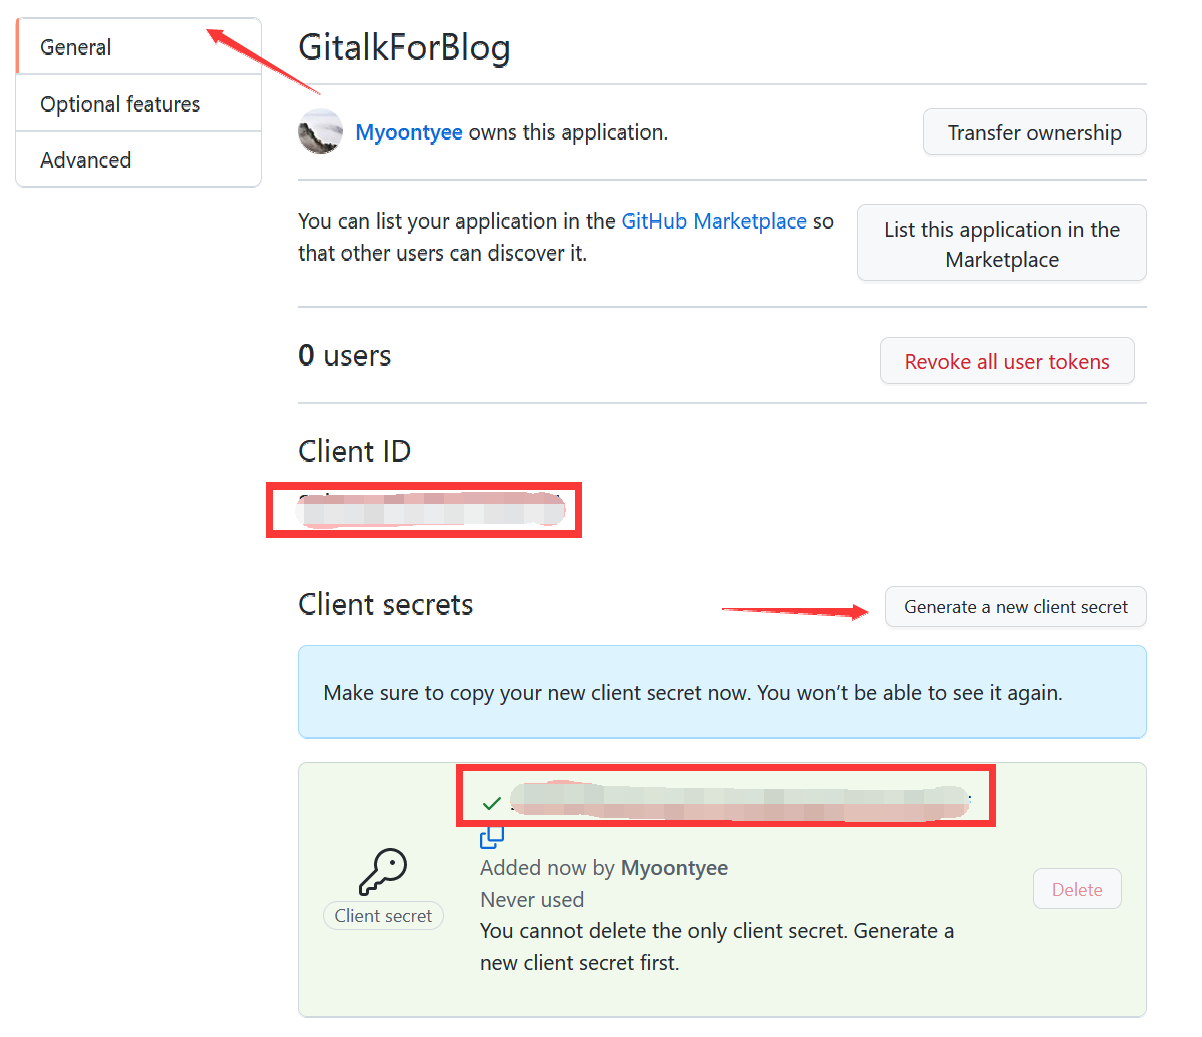 General
Optional features
Advanced
GitalkForBlog
Myoontyee owns this application.
Transfer ownership
You can list your application in the GitHub Marketplace so
that other users can discover it.
List this application in the
Marketplace
0 users
Revoke all user tokens
Client ID
Client secrets
Generate a new client secret
Make sure to copy your new client secret now. You won’t be able to see it again.
Client secret
Added now by Myoontyee
Never used
You cannot delete the only client secret. Generate a
new client secret first.
Delete